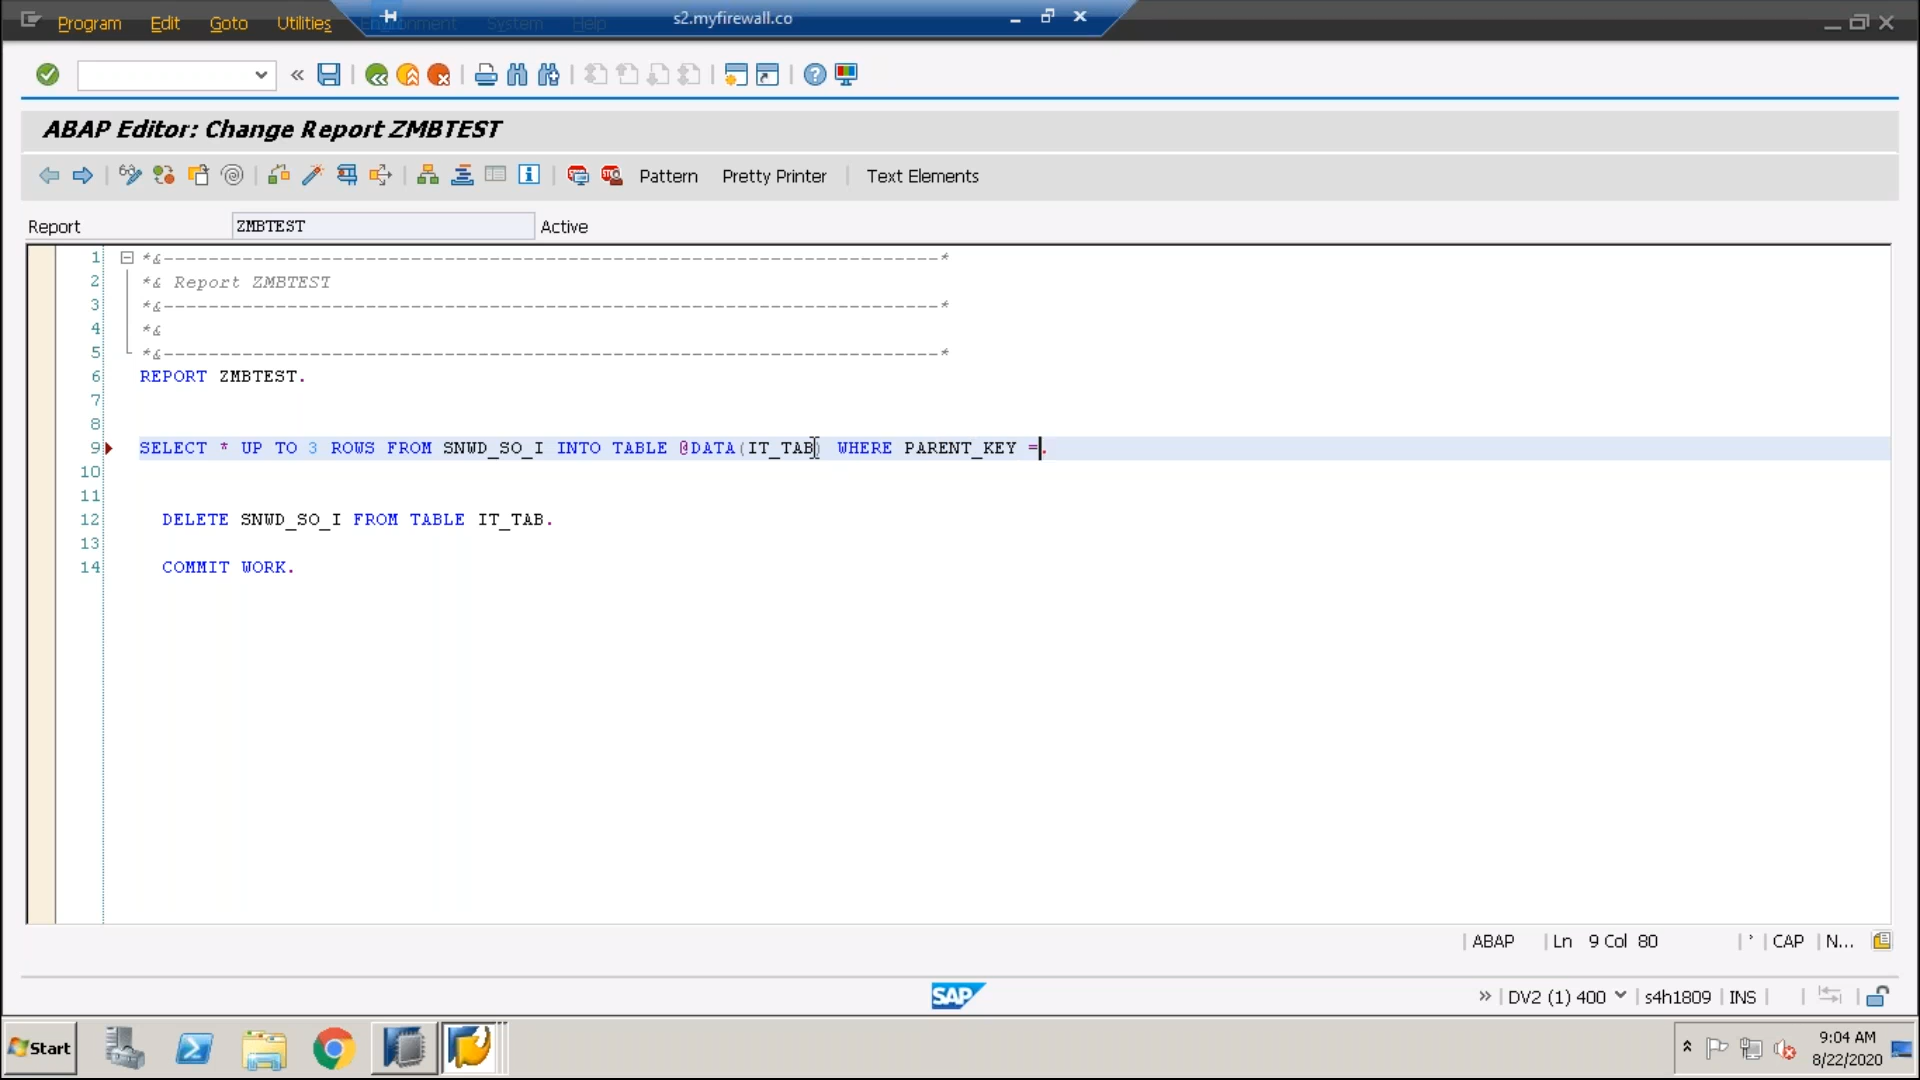 Program Edit Goto Utilities Environment System Help
s2.myfirewall.co
ABAP Editor: Change Report ZMBTEST
Pattern Pretty Printer Text Elements
Report ZMBTEST Active
1 *&---------------------------------------------------------------------*
2 *& Report ZMBTEST
3 *&---------------------------------------------------------------------*
4 *&
5 *&---------------------------------------------------------------------*
6 REPORT ZMBTEST.
7
8
9 SELECT * UP TO 3 ROWS FROM SNWD_SO_I INTO TABLE @DATA(IT_TAB) WHERE PARENT_KEY =.
10
11
12 DELETE SNWD_SO_I FROM TABLE IT_TAB.
13
14 COMMIT WORK.
ABAP Ln 9 Col 80 ' CAP N...
SAP
» DV2 (1) 400 s4h1809 INS
Start
9:04 AM
8/22/2020